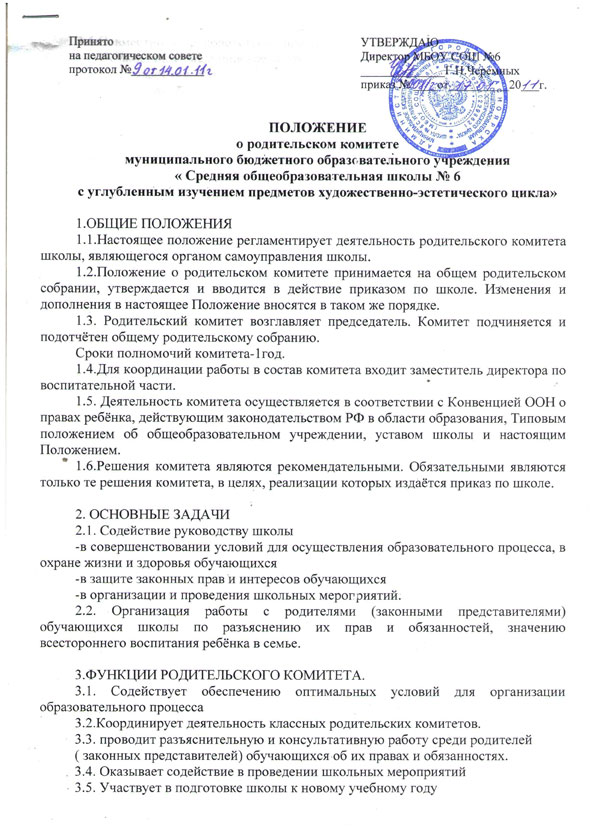 Принято
на педагогическом совете
протокол №9 от 14.01.11г
УТВЕРЖДАЮ
Директор МБОУ СОШ №6
Г.Н.Черемных
приказ № от 17.01 2011г.
ПОЛОЖЕНИЕ
о родительском комитете
муниципального бюджетного образовательного учреждения
« Средняя общеобразовательная школы № 6
с углубленным изучением предметов художественно-эстетического цикла»
1.ОБЩИЕ ПОЛОЖЕНИЯ
1.1.Настоящее положение регламентирует деятельность родительского комитета
школы, являющегося органом самоуправления школы.
1.2.Положение о родительском комитете принимается на общем родительском
собрании, утверждается и вводится в действие приказом по школе. Изменения и
дополнения в настоящее Положение вносятся в таком же порядке.
1.3. Родительский комитет возглавляет председатель. Комитет подчиняется и
подотчётен общему родительскому собранию.
Сроки полномочий комитета-1год.
1.4.Для координации работы в состав комитета входит заместитель директора по
воспитательной части.
1.5. Деятельность комитета осуществляется в соответствии с Конвенцией ООН о
правах ребёнка, действующим законодательством РФ в области образования, Типовым
положением об общеобразовательном учреждении, уставом школы и настоящим
Положением.
1.6.Решения комитета являются рекомендательными. Обязательными являются
только те решения комитета, в целях, реализации которых издаётся приказ по школе.
2. ОСНОВНЫЕ ЗАДАЧИ
2.1. Содействие руководству школы
-в совершенствовании условий для осуществления образовательного процесса, в
охране жизни и здоровья обучающихся
-в защите законных прав и интересов обучающихся
-в организации и проведения школьных мероприятий.
2.2. Организация работы с родителями (законными представителями)
обучающихся школы по разъяснению их прав и обязанностей, значению
всестороннего воспитания ребёнка в семье.
3.ФУНКЦИИ РОДИТЕЛЬСКОГО КОМИТЕТА.
3.1. Содействует обеспечению оптимальных условий для организации
образовательного процесса
3.2.Координирует деятельность классных родительских комитетов.
3.3. проводит разъяснительную и консультативную работу среди родителей
( законных представителей) обучающихся об их правах и обязанностях.
3.4. Оказывает содействие в проведении школьных мероприятий
3.5. Участвует в подготовке школы к новому учебному году